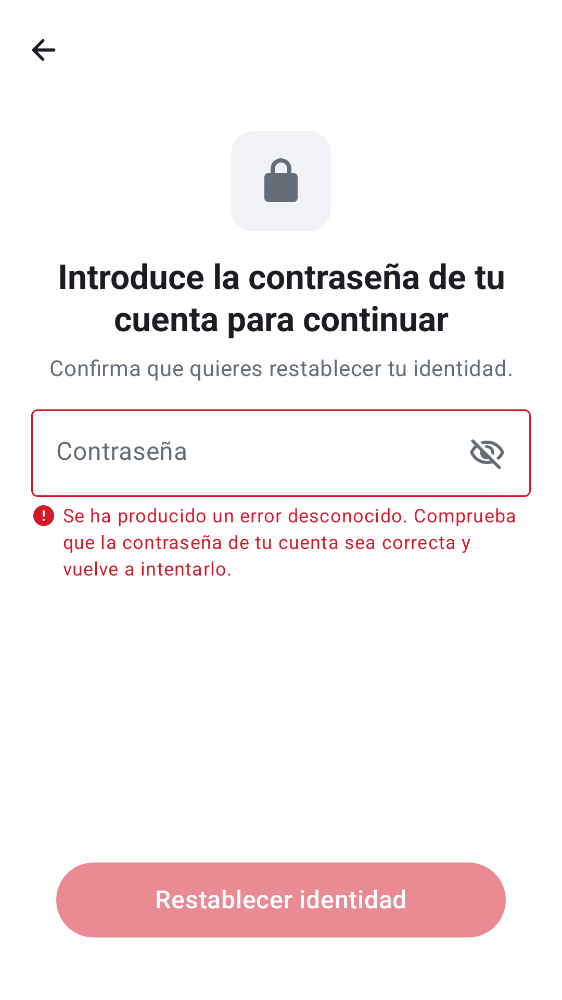 Introduce la contraseña de tu
cuenta para continuar
Confirma que quieres restablecer tu identidad.
Contraseña
Se ha producido un error desconocido. Comprueba
que la contraseña de tu cuenta sea correcta y
vuelve a intentarlo.
Restablecer identidad